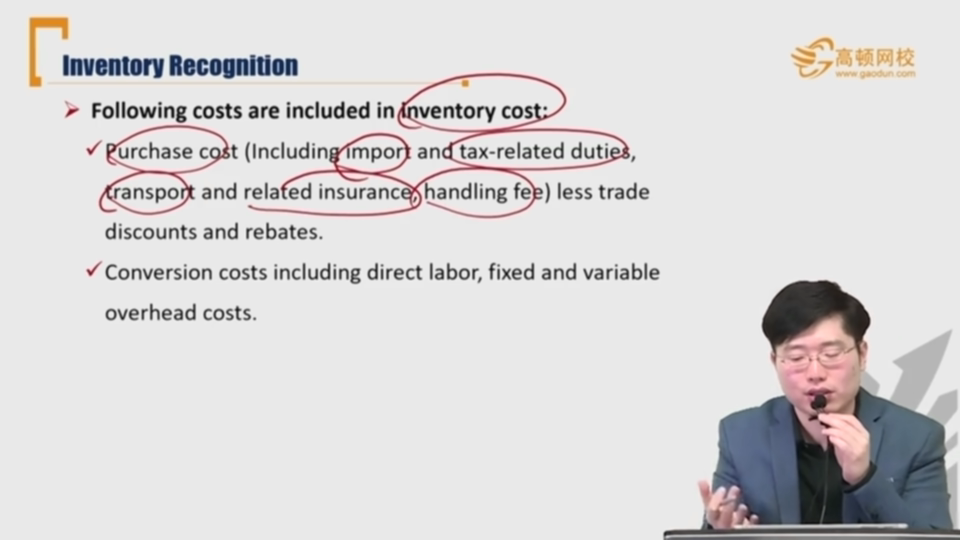 Inventory Recognition
高顿网校
www.gaodun.com
Following costs are included in inventory cost:
Purchase cost (Including import and tax-related duties,
transport and related insurance, handling fee) less trade
discounts and rebates.
Conversion costs including direct labor, fixed and variable
overhead costs.